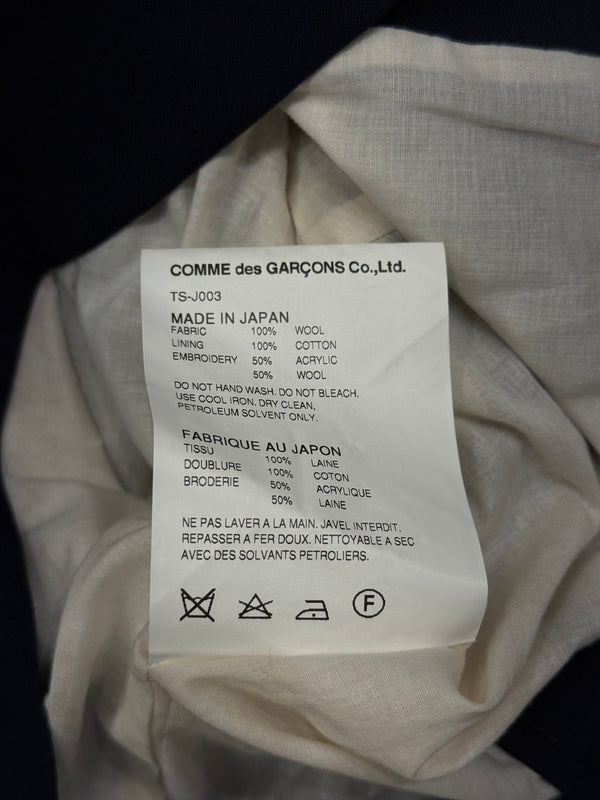 COMME des GARÇONS Co.,Ltd.
TS-J003
MADE IN JAPAN
FABRIC 100% WOOL
LINING 100% COTTON
EMBROIDERY 50% ACRYLIC
50% WOOL
DO NOT HAND WASH. DO NOT BLEACH.
USE COOL IRON. DRY CLEAN,
PETROLEUM SOLVENT ONLY.
FABRIQUE AU JAPON
TISSU 100% LAINE
DOUBLURE 100% COTON
BRODERIE 50% ACRYLIQUE
50% LAINE
NE PAS LAVER A LA MAIN. JAVEL INTERDIT.
REPASSER A FER DOUX. NETTOYABLE A SEC
AVEC DES SOLVANTS PETROLIERS.
F